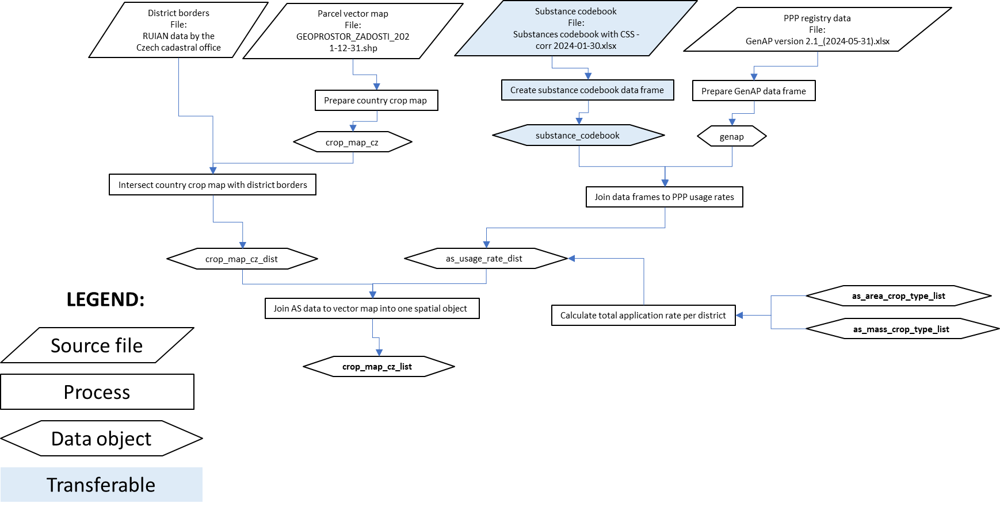 District borders
File:
RUIAN data by the
Czech cadastral office
Parcel vector map
File:
GEOPROSTOR_ZADOSTI_202
1-12-31.shp
Substance codebook
File:
Substances codebook with CSS -
corr 2024-01-30.xlsx
PPP registry data
File:
GenAP version 2.1_(2024-05-31).xlsx
Prepare country crop map
Create substance codebook data frame
Prepare GenAP data frame
crop_map_cz
substance_codebook
genap
Intersect country crop map with district borders
Join data frames to PPP usage rates
crop_map_cz_dist
as_usage_rate_dist
Join AS data to vector map into one spatial object
Calculate total application rate per district
as_area_crop_type_list
as_mass_crop_type_list
crop_map_cz_list
LEGEND:
Source file
Process
Data object
Transferable